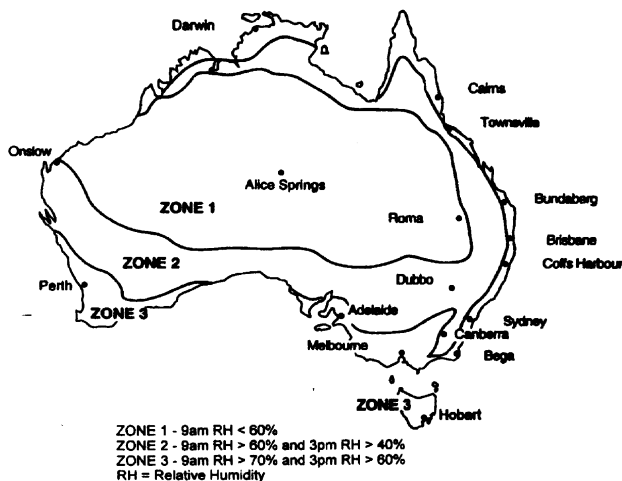 Darwin
Cairns
Townsville
Onslow
Alice Springs
ZONE 1
Roma
Bundaberg
Brisbane
Coffs Harbour
ZONE 2
Dubbo
Perth
ZONE 3
Adelaide
Sydney
Canberra
Melbourne
Bega
ZONE 3
Hobart
ZONE 1 - 9am RH < 60%
ZONE 2 - 9am RH > 60% and 3pm RH > 40%
ZONE 3 - 9am RH > 70% and 3pm RH > 60%
RH = Relative Humidity